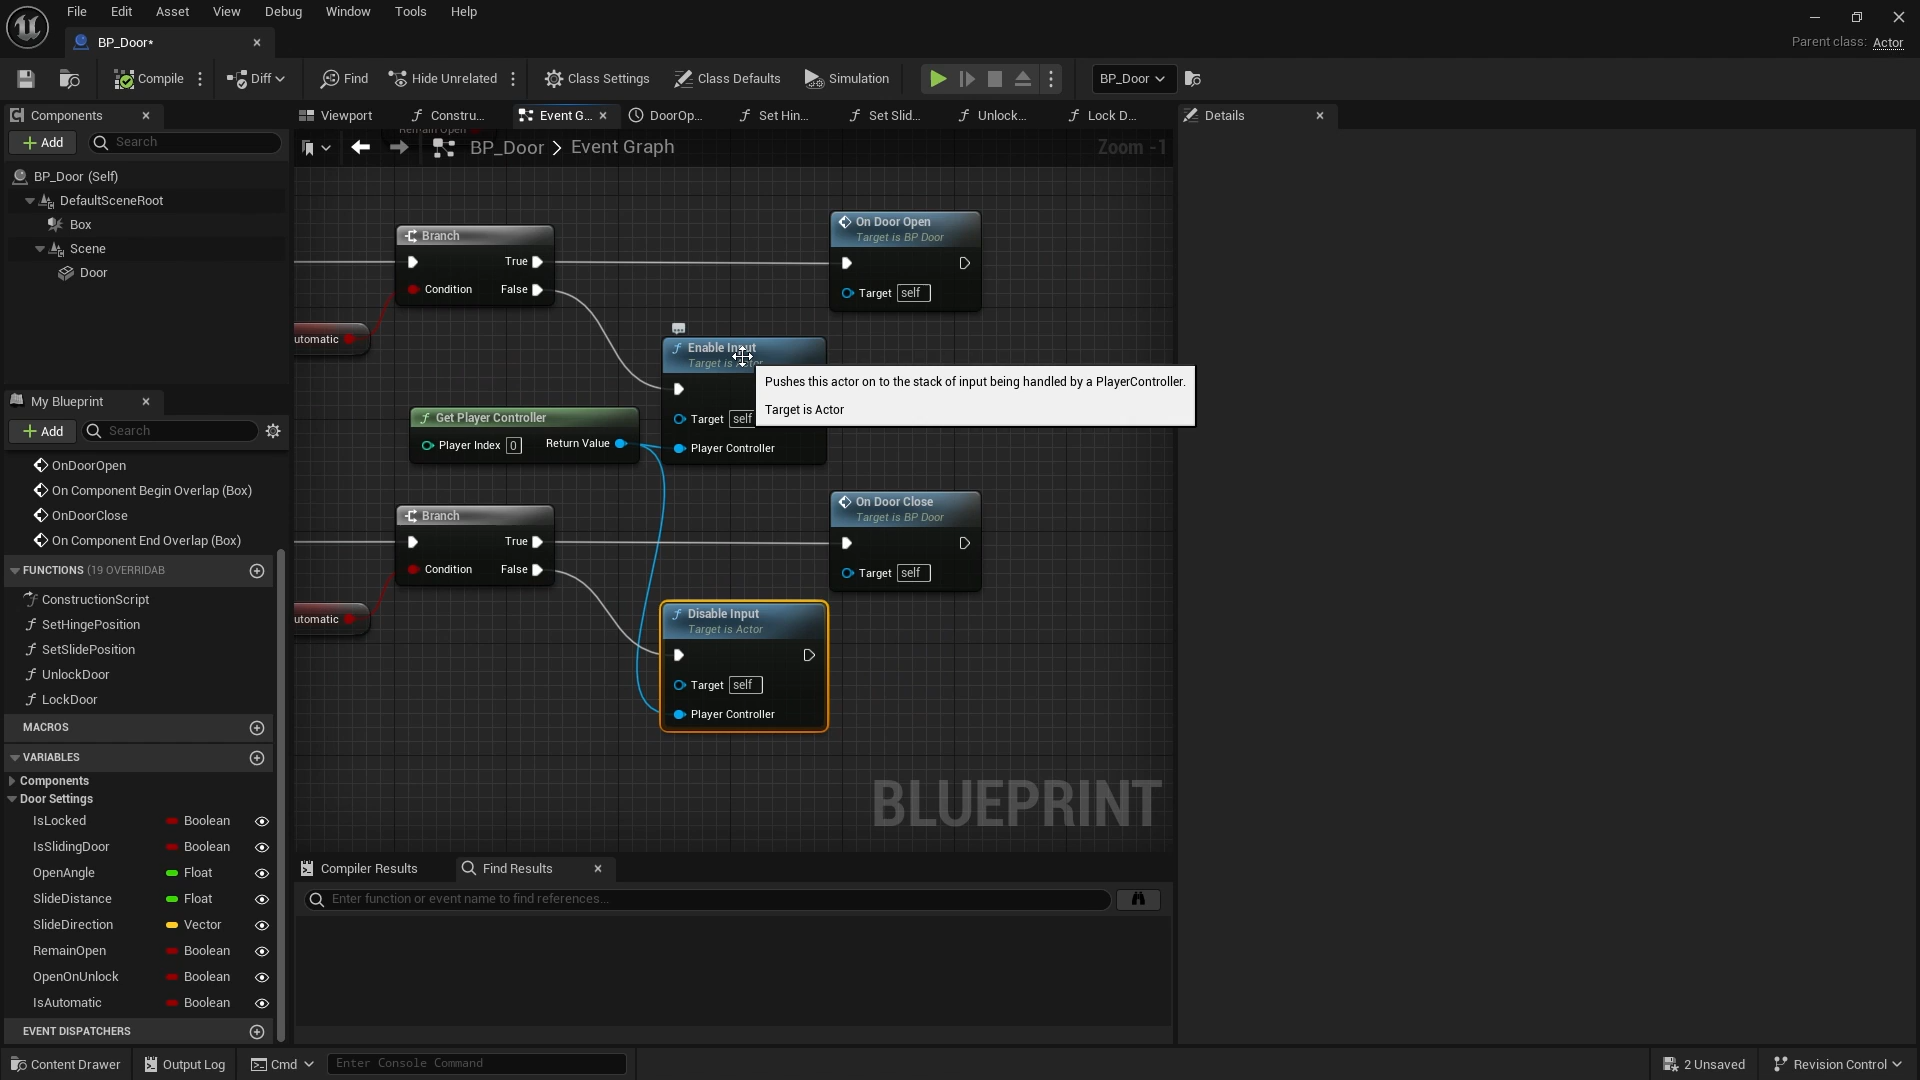 File Edit Asset View Debug Window Tools Help
BP_Door*
Parent class: Actor
Compile Diff Find Hide Unrelated Class Settings Class Defaults Simulation BP_Door
Components
Viewport Constru... Event G... DoorOp... Set Hin... Set Slid... Unlock... Lock D... Details
Add Search
BP_Door > Event Graph Zoom -1
BP_Door (Self)
DefaultSceneRoot
Box
Scene
Door
Remain Open
Branch
True
Condition False
utomatic
On Door Open
Target is BP Door
Target self
Enable Input
Target is Actor
Target self
Player Controller
Pushes this actor on to the stack of input being handled by a PlayerController.
Target is Actor
Get Player Controller
Player Index 0 Return Value
Branch
True
Condition False
utomatic
On Door Close
Target is BP Door
Target self
Disable Input
Target is Actor
Target self
Player Controller
BLUEPRINT
My Blueprint
Add Search
OnDoorOpen
On Component Begin Overlap (Box)
OnDoorClose
On Component End Overlap (Box)
FUNCTIONS (19 OVERRIDAB
ConstructionScript
SetHingePosition
SetSlidePosition
UnlockDoor
LockDoor
MACROS
VARIABLES
Components
Door Settings
IsLocked Boolean
IsSlidingDoor Boolean
OpenAngle Float
SlideDistance Float
SlideDirection Vector
RemainOpen Boolean
OpenOnUnlock Boolean
IsAutomatic Boolean
EVENT DISPATCHERS
Compiler Results Find Results
Enter function or event name to find references...
Content Drawer Output Log Cmd Enter Console Command 2 Unsaved Revision Control